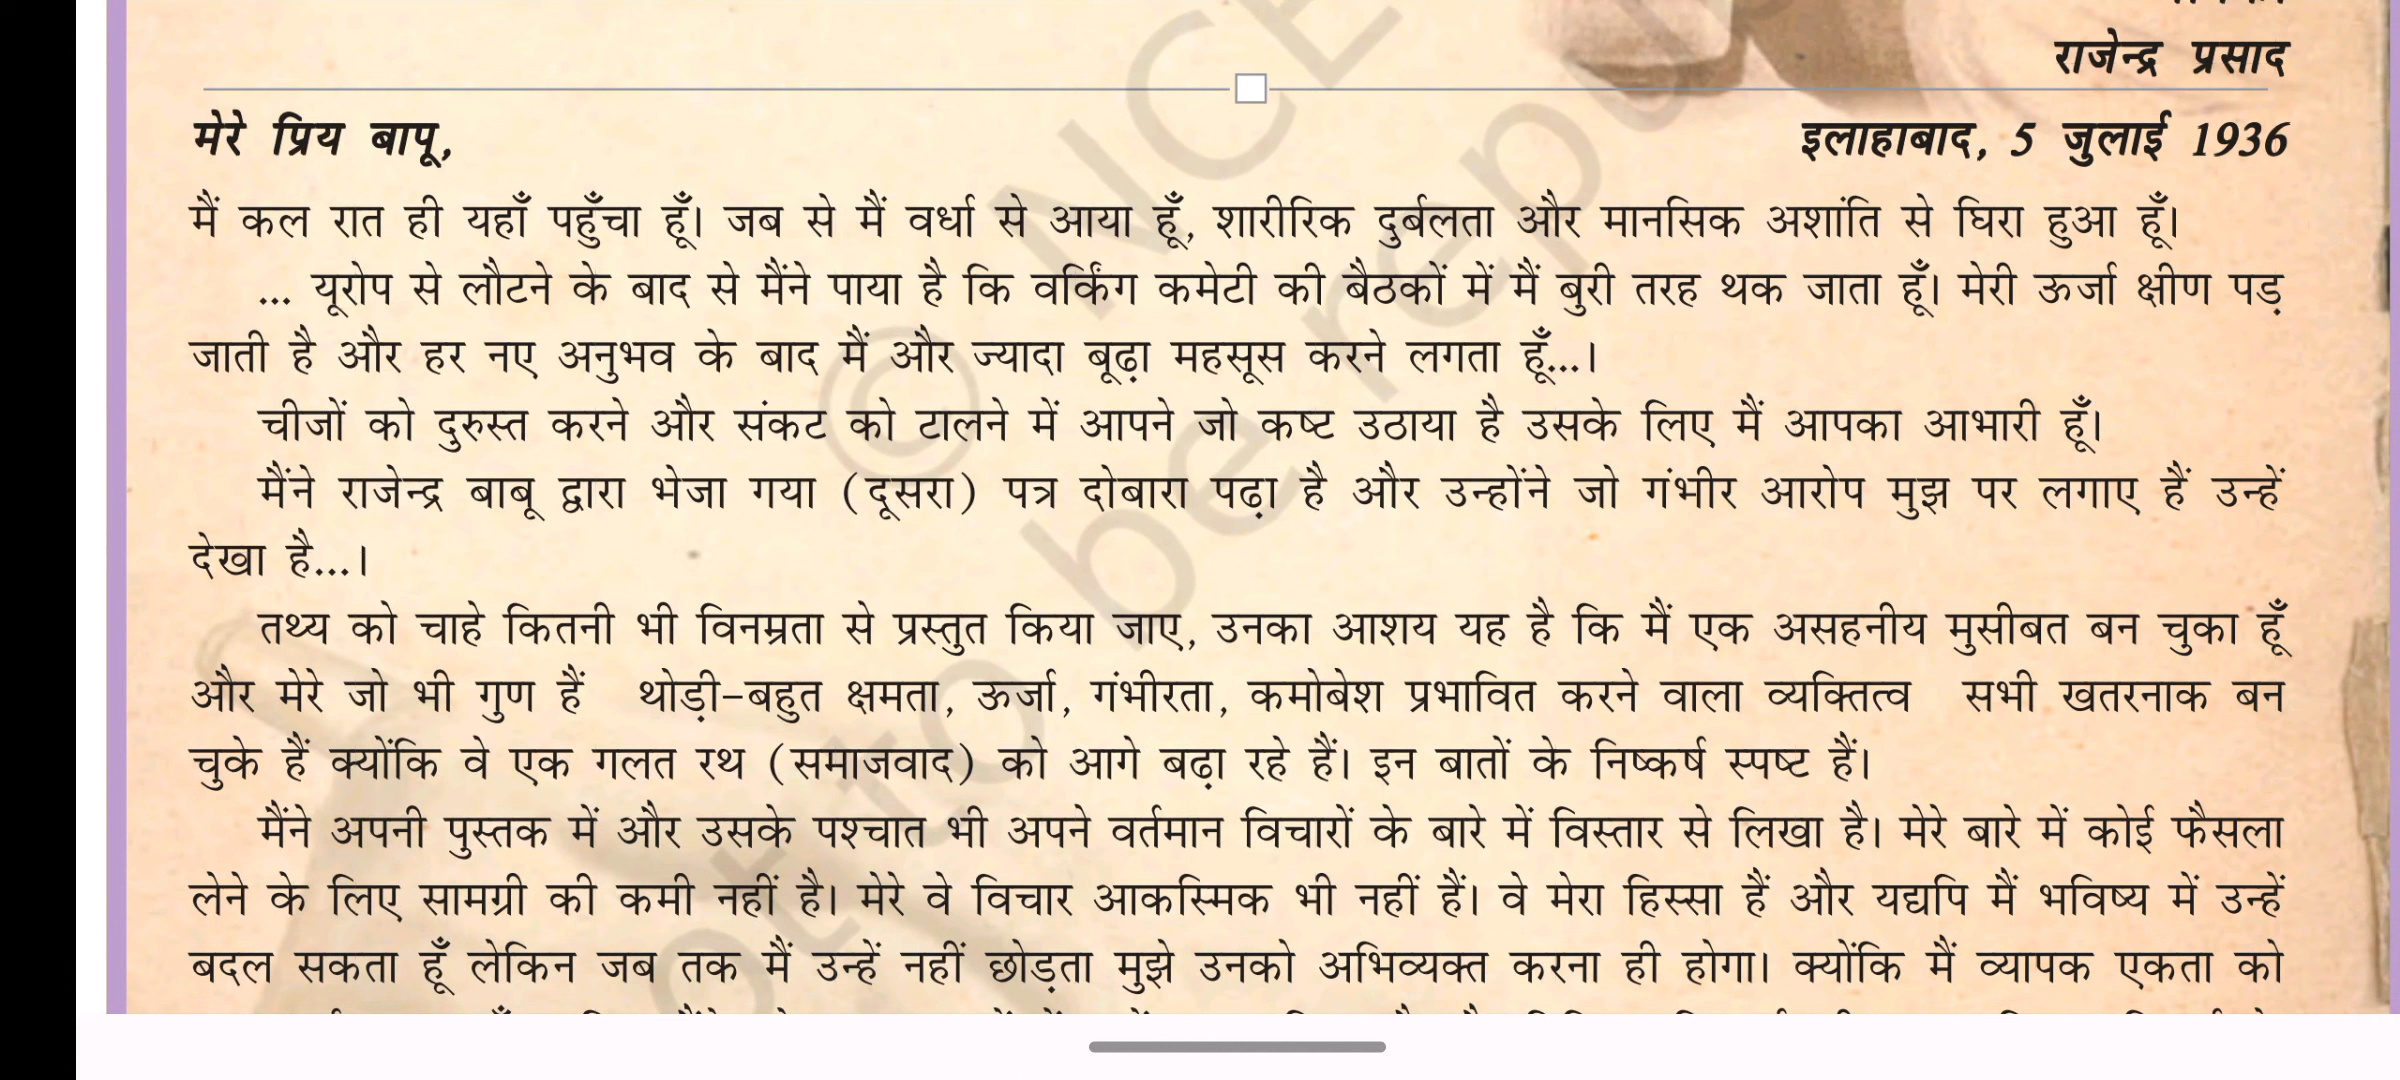 राजेन्द्र प्रसाद
मेरे प्रिय बापू, इलाहाबाद, 5 जुलाई 1936
मैं कल रात ही यहाँ पहुँचा हूँ। जब से मैं वर्धा से आया हूँ, शारीरिक दुर्बलता और मानसिक अशांति से घिरा हुआ हूँ।
... यूरोप से लौटने के बाद से मैंने पाया है कि वर्किंग कमेटी की बैठकों में मैं बुरी तरह थक जाता हूँ। मेरी ऊर्जा क्षीण पड़
जाती है और हर नए अनुभव के बाद मैं और ज्यादा बूढ़ा महसूस करने लगता हूँ...।
चीजों को दुरुस्त करने और संकट को टालने में आपने जो कष्ट उठाया है उसके लिए मैं आपका आभारी हूँ।
मैंने राजेन्द्र बाबू द्वारा भेजा गया (दूसरा) पत्र दोबारा पढ़ा है और उन्होंने जो गंभीर आरोप मुझ पर लगाए हैं उन्हें
देखा है...।
तथ्य को चाहे कितनी भी विनम्रता से प्रस्तुत किया जाए, उनका आशय यह है कि मैं एक असहनीय मुसीबत बन चुका हूँ
और मेरे जो भी गुण हैं थोड़ी-बहुत क्षमता, ऊर्जा, गंभीरता, कमोबेश प्रभावित करने वाला व्यक्तित्व सभी खतरनाक बन
चुके हैं क्योंकि वे एक गलत रथ (समाजवाद) को आगे बढ़ा रहे हैं। इन बातों के निष्कर्ष स्पष्ट हैं।
मैंने अपनी पुस्तक में और उसके पश्चात भी अपने वर्तमान विचारों के बारे में विस्तार से लिखा है। मेरे बारे में कोई फैसला
लेने के लिए सामग्री की कमी नहीं है। मेरे वे विचार आकस्मिक भी नहीं हैं। वे मेरा हिस्सा हैं और यद्यपि मैं भविष्य में उन्हें
बदल सकता हूँ लेकिन जब तक मैं उन्हें नहीं छोड़ता मुझे उनको अभिव्यक्त करना ही होगा। क्योंकि मैं व्यापक एकता को
© NCE
to be repu